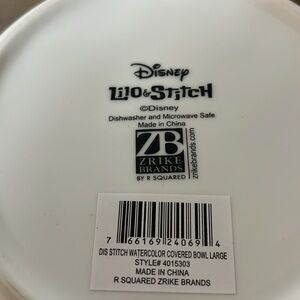 Disney
Lilo & Stitch
©Disney
Dishwasher and Microwave Safe
Made in China
ZB
ZRIKE
BRANDS
BY R SQUARED
zrikebrands.com
7 66169 24069 4
DIS STITCH WATERCOLOR COVERED BOWL LARGE
STYLE# 4015303
MADE IN CHINA
R SQUARED ZRIKE BRANDS